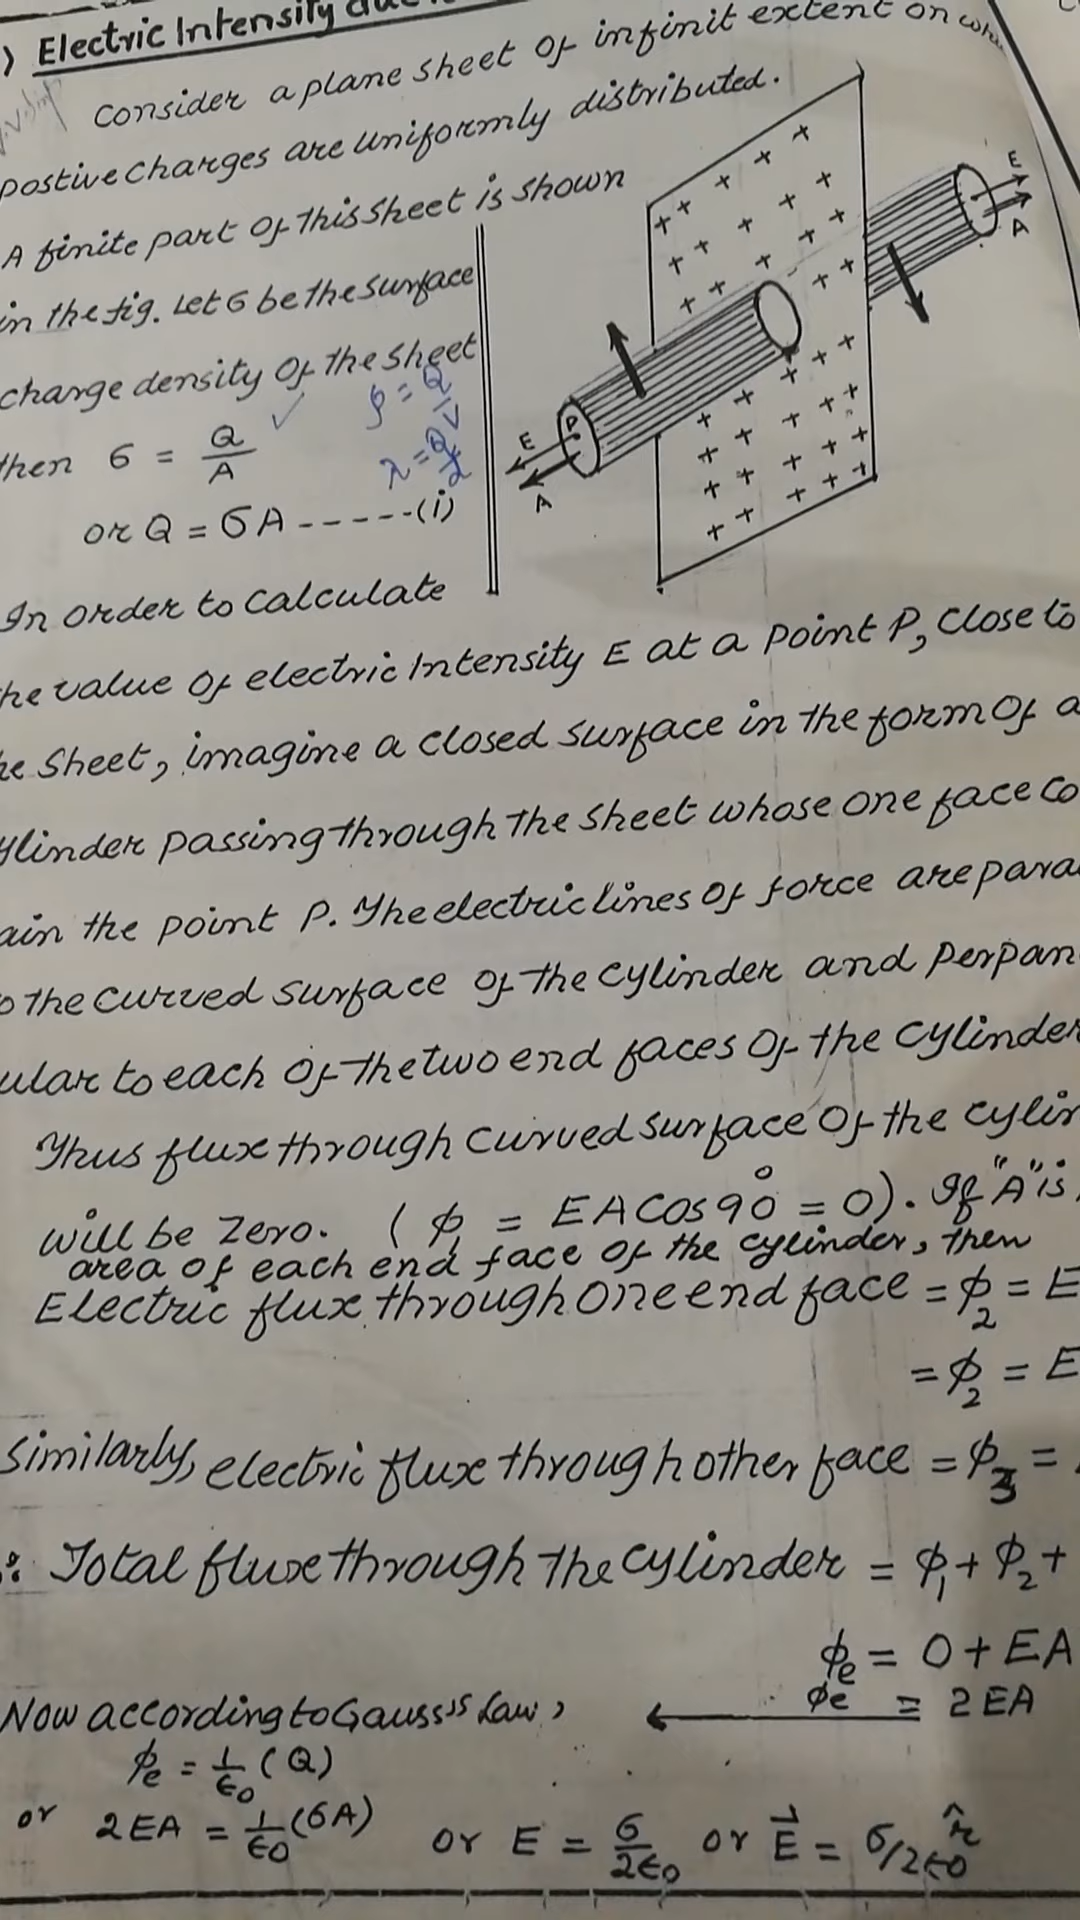 ) Electric Intensity due
Consider a plane sheet of infinit extent on
postive charges are uniformly distributed.
A finite part of this sheet is shown
in the fig. Let σ be the surface
charge density of the sheet
ρ = Q/V
then σ = Q/A
λ = Q/L
or Q = σA ------(i)
E
A
P
E
A
In order to calculate
he value of electric Intensity E at a point P, close to
he sheet, imagine a closed surface in the form of a
ylinder passing through the sheet whose one face co
ain the point P. The electric lines of force are para
o the curved surface of the cylinder and perpan
ular to each of the two end faces of the cylinder
Thus flux through curved surface of the cylin
will be zero. (φ₁ = EA cos 90° = 0). If "A" is
area of each end face of the cylinder, then
Electric flux through one end face = φ₂ = E
= φ₂ = E
Similarly, electric flux through other face = φ₃ =
∴ Total flux through the cylinder = φ₁ + φ₂ +
φe = 0 + EA
φe = 2EA
Now according to Gauss's Law,
φe = 1/ε₀ (Q)
or 2EA = 1/ε₀ (σA) or E = σ/2ε₀ or E⃗ = σ/2ε₀ r̂